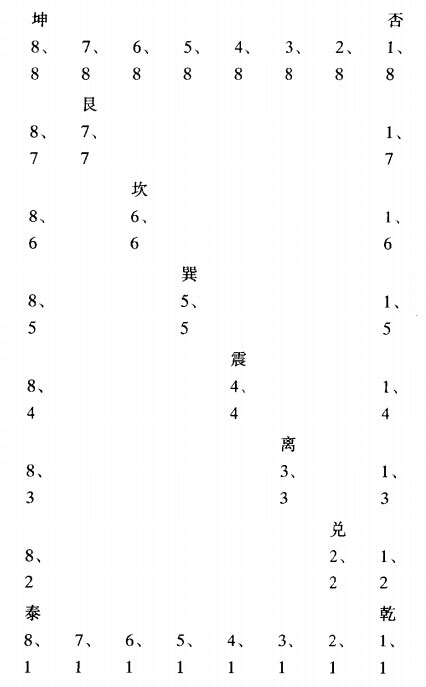 坤 否
8、 7、 6、 5、 4、 3、 2、 1、
8 8 8 8 8 8 8 8
艮
8、 7、 1、
7 7 7
坎
8、 6、 1、
6 6 6
巽
8、 5、 1、
5 5 5
震
8、 4、 1、
4 4 4
离
8、 3、 1、
3 3 3
兑
8、 2、 1、
2 2 2
泰 乾
8、 7、 6、 5、 4、 3、 2、 1、
1 1 1 1 1 1 1 1